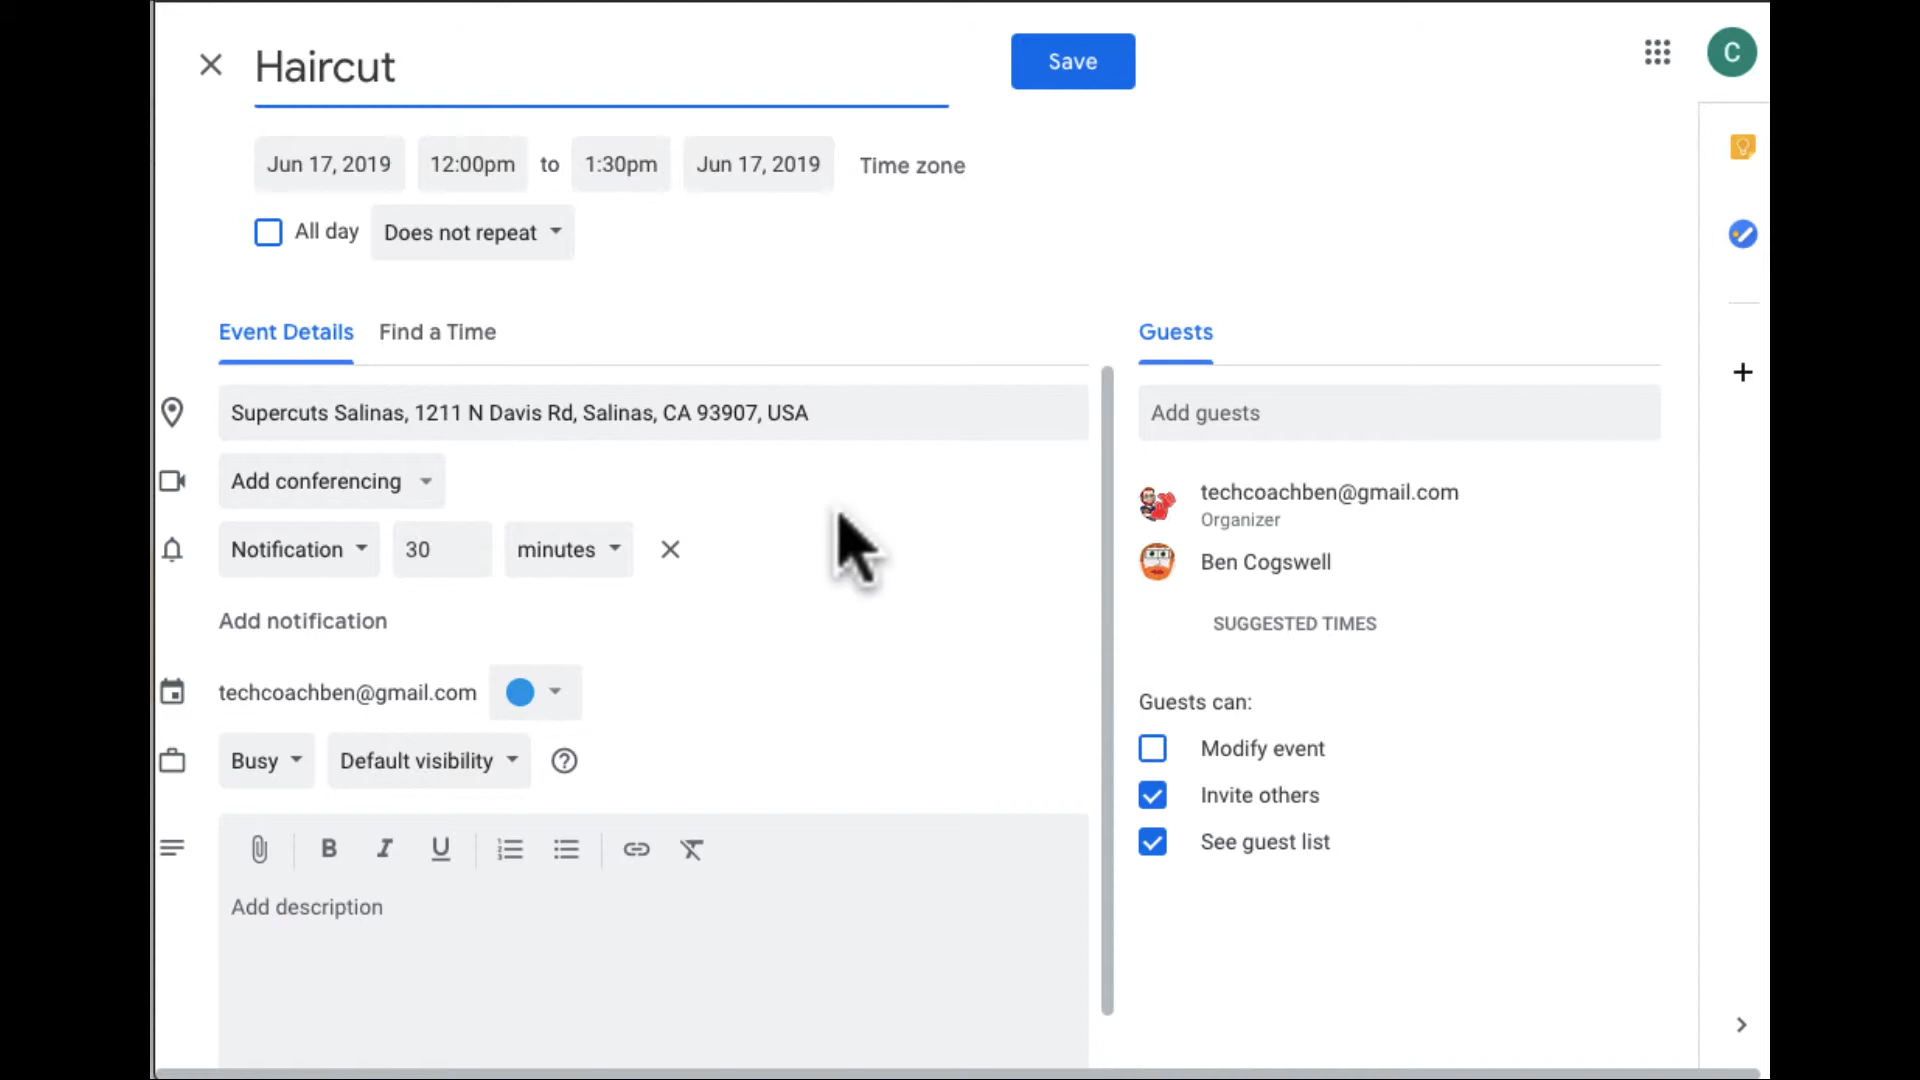 Haircut
Save
C
Jun 17, 2019 12:00pm to 1:30pm Jun 17, 2019 Time zone
All day Does not repeat
Event Details Find a Time
Guests
Supercuts Salinas, 1211 N Davis Rd, Salinas, CA 93907, USA
Add conferencing
Notification 30 minutes
Add notification
techcoachben@gmail.com
Busy Default visibility
B I U
Add description
Add guests
techcoachben@gmail.com
Organizer
Ben Cogswell
SUGGESTED TIMES
Guests can:
Modify event
Invite others
See guest list